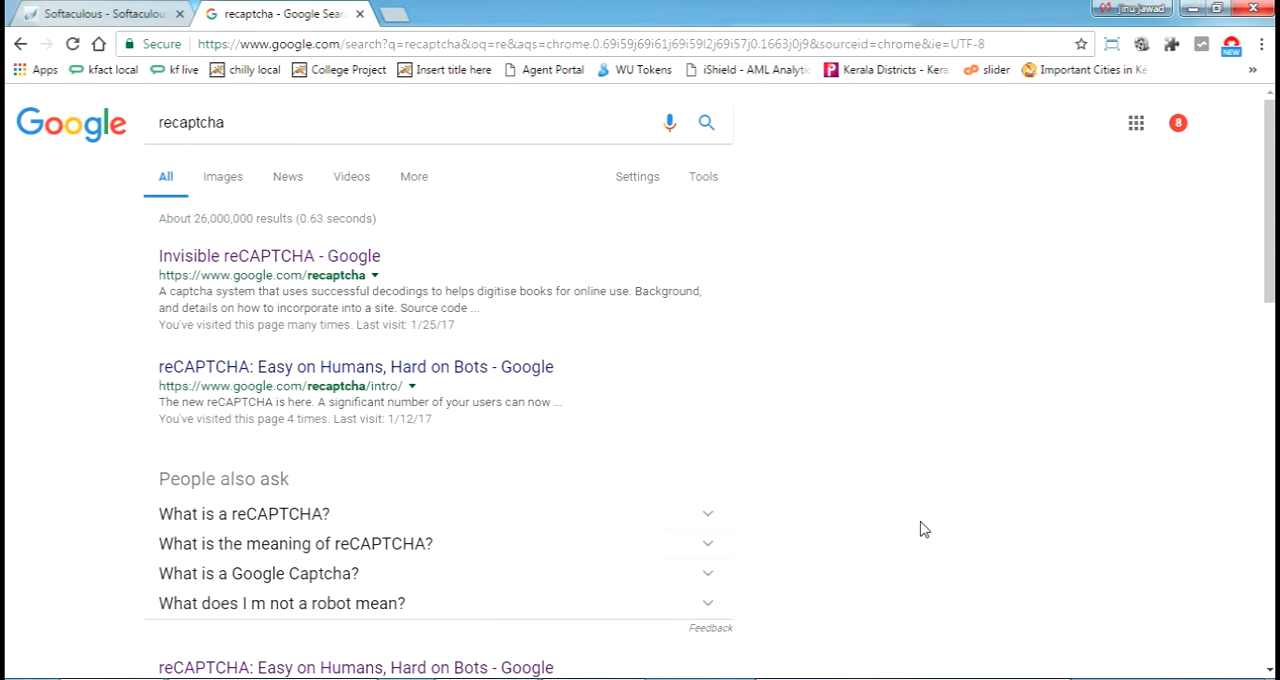 Softaculous - Softaculous
recaptcha - Google Sear
jinu jawad
Secure
https://www.google.com/search?q=recaptcha&oq=re&aqs=chrome.0.69i59j69i61j69i59l2j69i57j0.1663j0j9&sourceid=chrome&ie=UTF-8
NEW
Apps
kfact local
kf live
chilly local
College Project
Insert title here
Agent Portal
WU Tokens
iShield - AML Analytic
Kerala Districts - Kera
slider
Important Cities in Ke
»
Google
recaptcha
8
All
Images
News
Videos
More
Settings
Tools
About 26,000,000 results (0.63 seconds)
Invisible reCAPTCHA - Google
https://www.google.com/recaptcha
A captcha system that uses successful decodings to helps digitise books for online use. Background,
and details on how to incorporate into a site. Source code ...
You've visited this page many times. Last visit: 1/25/17
reCAPTCHA: Easy on Humans, Hard on Bots - Google
https://www.google.com/recaptcha/intro/
The new reCAPTCHA is here. A significant number of your users can now ...
You've visited this page 4 times. Last visit: 1/12/17
People also ask
What is a reCAPTCHA?
What is the meaning of reCAPTCHA?
What is a Google Captcha?
What does I m not a robot mean?
Feedback
reCAPTCHA: Easy on Humans, Hard on Bots - Google